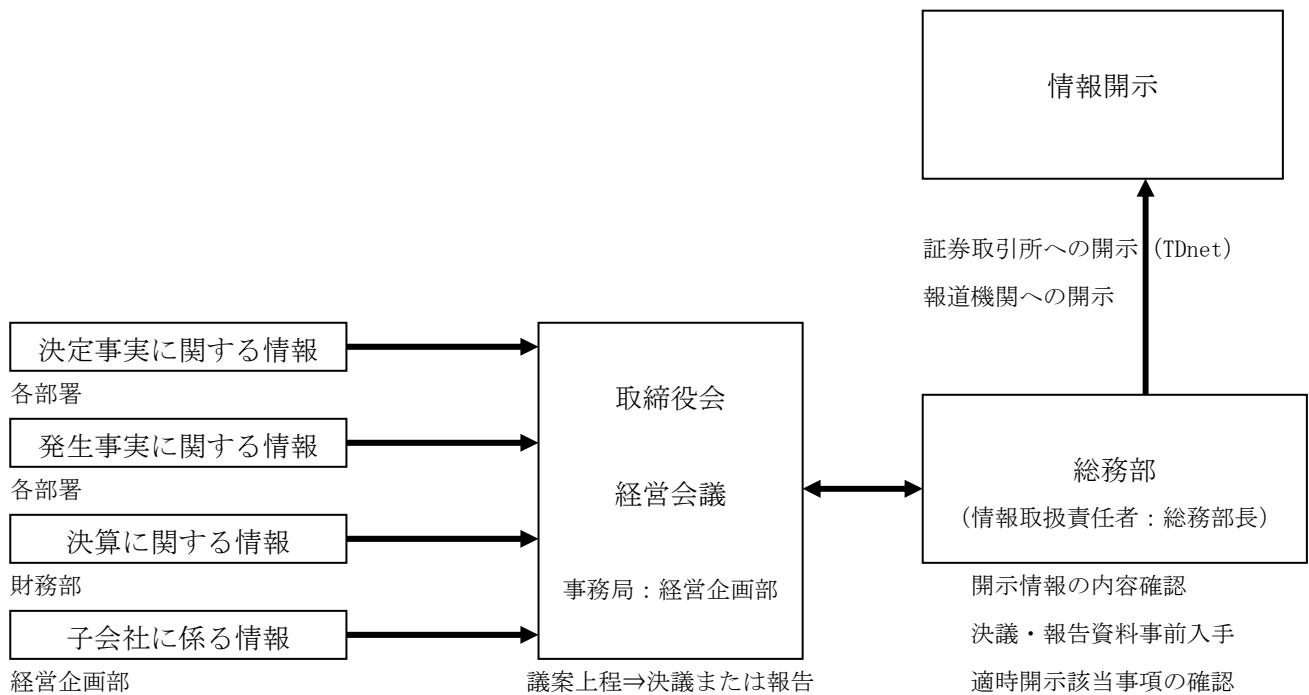 情報開示
証券取引所への開示（TDnet）
報道機関への開示
決定事実に関する情報
各部署
発生事実に関する情報
各部署
決算に関する情報
財務部
子会社に係る情報
経営企画部
取締役会
経営会議
事務局：経営企画部
議案上程⇒決議または報告
総務部
（情報取扱責任者：総務部長）
開示情報の内容確認
決議・報告資料事前入手
適時開示該当事項の確認